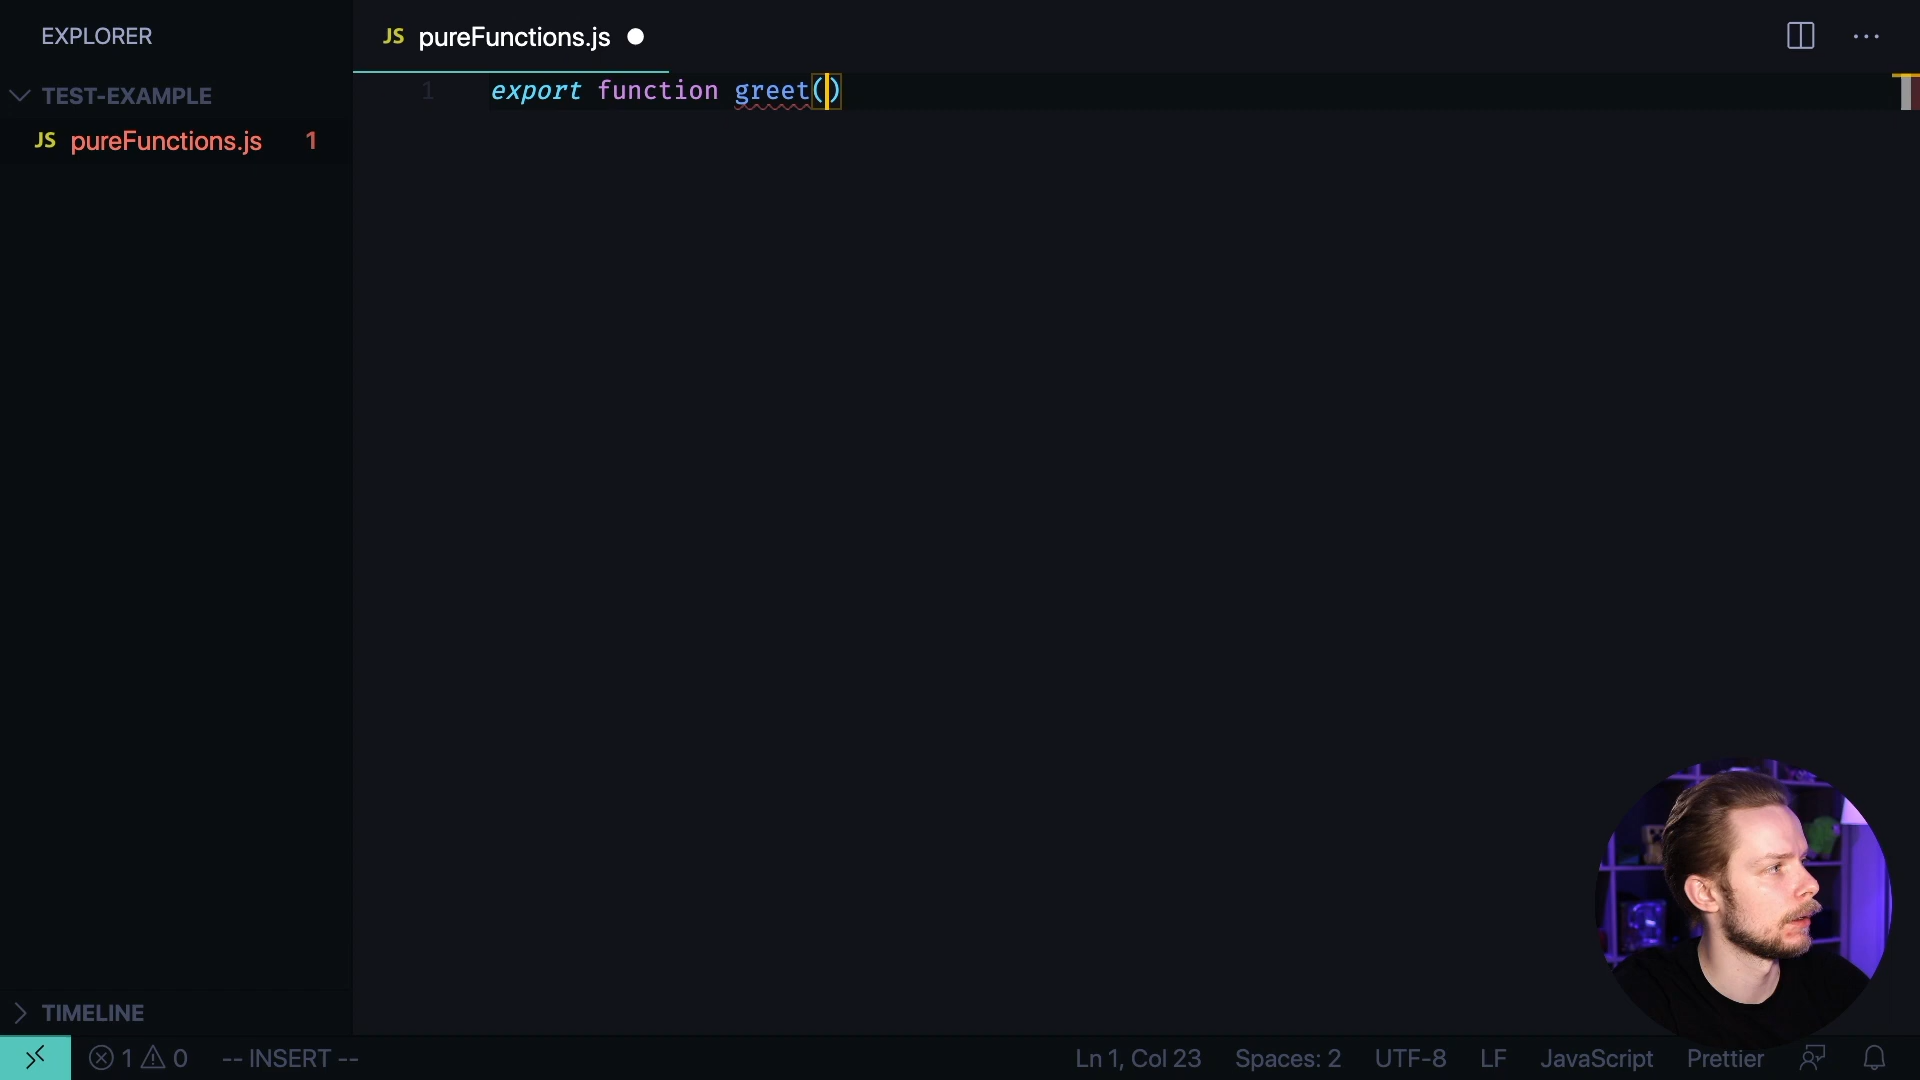 EXPLORER
JS pureFunctions.js
TEST-EXAMPLE
JS pureFunctions.js 1
1 export function greet()
TIMELINE
1 0 -- INSERT -- Ln 1, Col 23 Spaces: 2 UTF-8 LF JavaScript Prettier